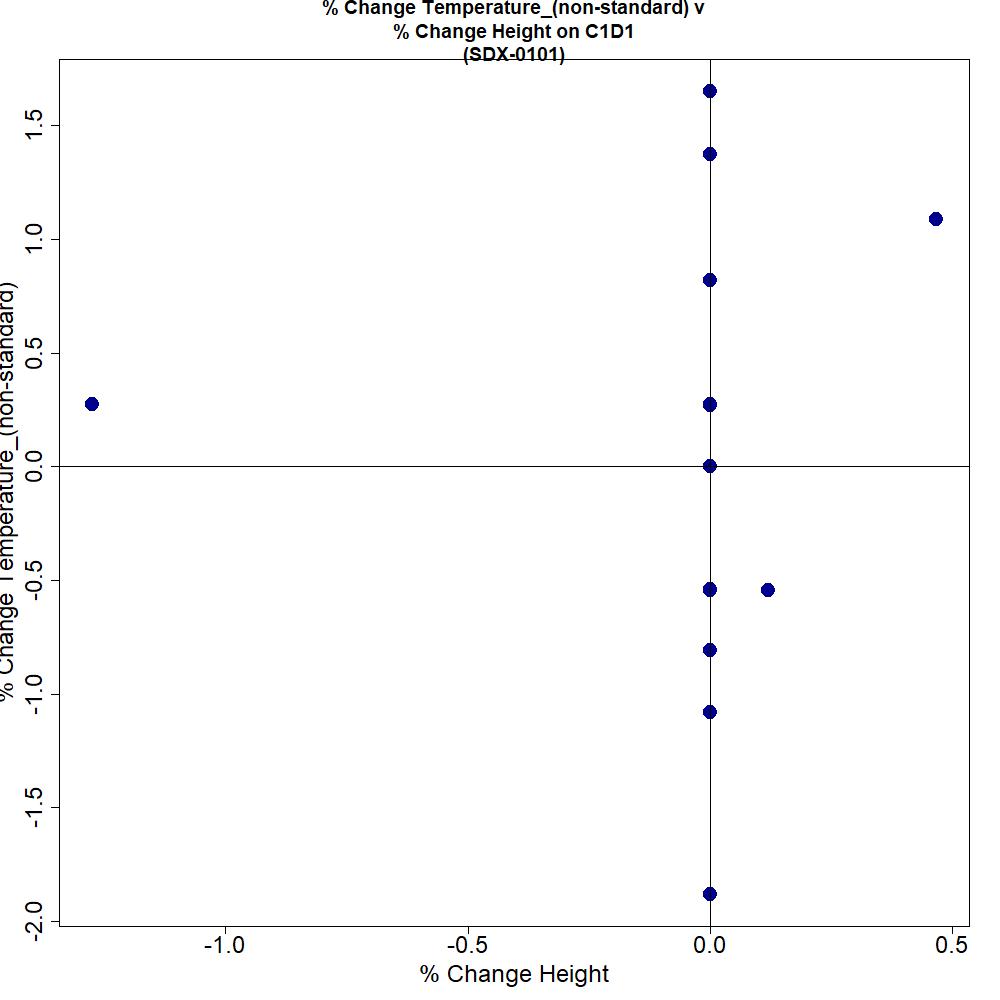 % Change Temperature_(non-standard) v
% Change Height on C1D1
(SDX-0101)
% Change Temperature_(non-standard)
1.5
1.0
0.5
0.0
-0.5
-1.0
-1.5
-2.0
-1.0
-0.5
0.0
0.5
% Change Height